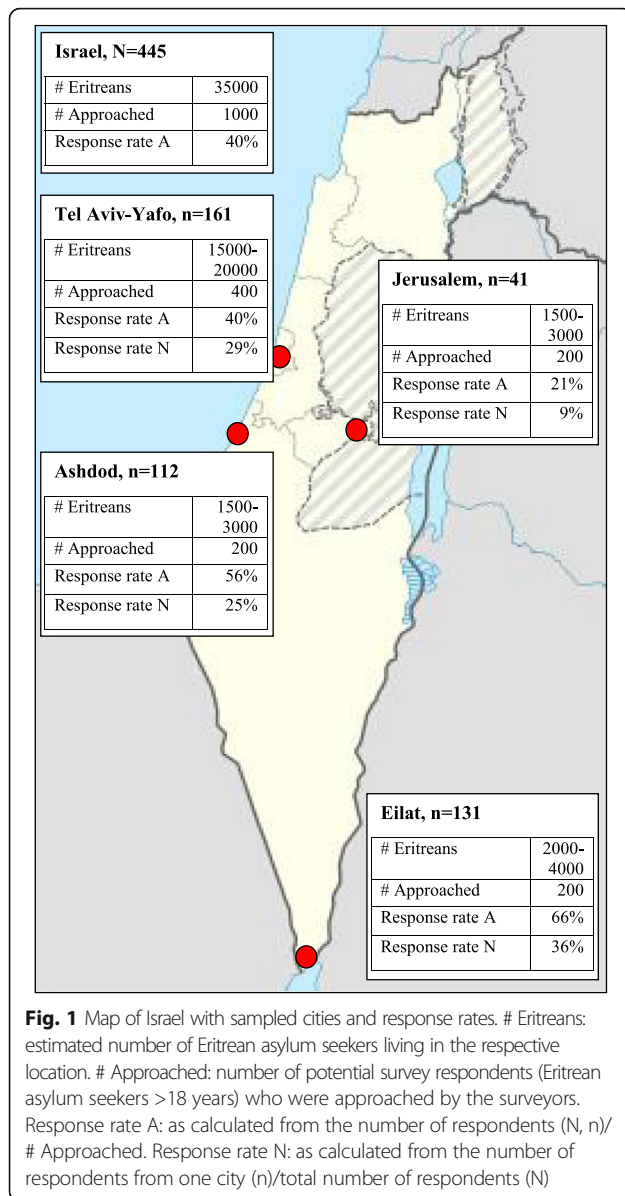 Israel, N=445
# Eritreans 35000
# Approached 1000
Response rate A 40%
Tel Aviv-Yafo, n=161
# Eritreans 15000-
20000
# Approached 400
Response rate A 40%
Response rate N 29%
Jerusalem, n=41
# Eritreans 1500-
3000
# Approached 200
Response rate A 21%
Response rate N 9%
Ashdod, n=112
# Eritreans 1500-
3000
# Approached 200
Response rate A 56%
Response rate N 25%
Eilat, n=131
# Eritreans 2000-
4000
# Approached 200
Response rate A 66%
Response rate N 36%
Fig. 1 Map of Israel with sampled cities and response rates. # Eritreans:
estimated number of Eritrean asylum seekers living in the respective
location. # Approached: number of potential survey respondents (Eritrean
asylum seekers >18 years) who were approached by the surveyors.
Response rate A: as calculated from the number of respondents (N, n)/
# Approached. Response rate N: as calculated from the number of
respondents from one city (n)/total number of respondents (N)